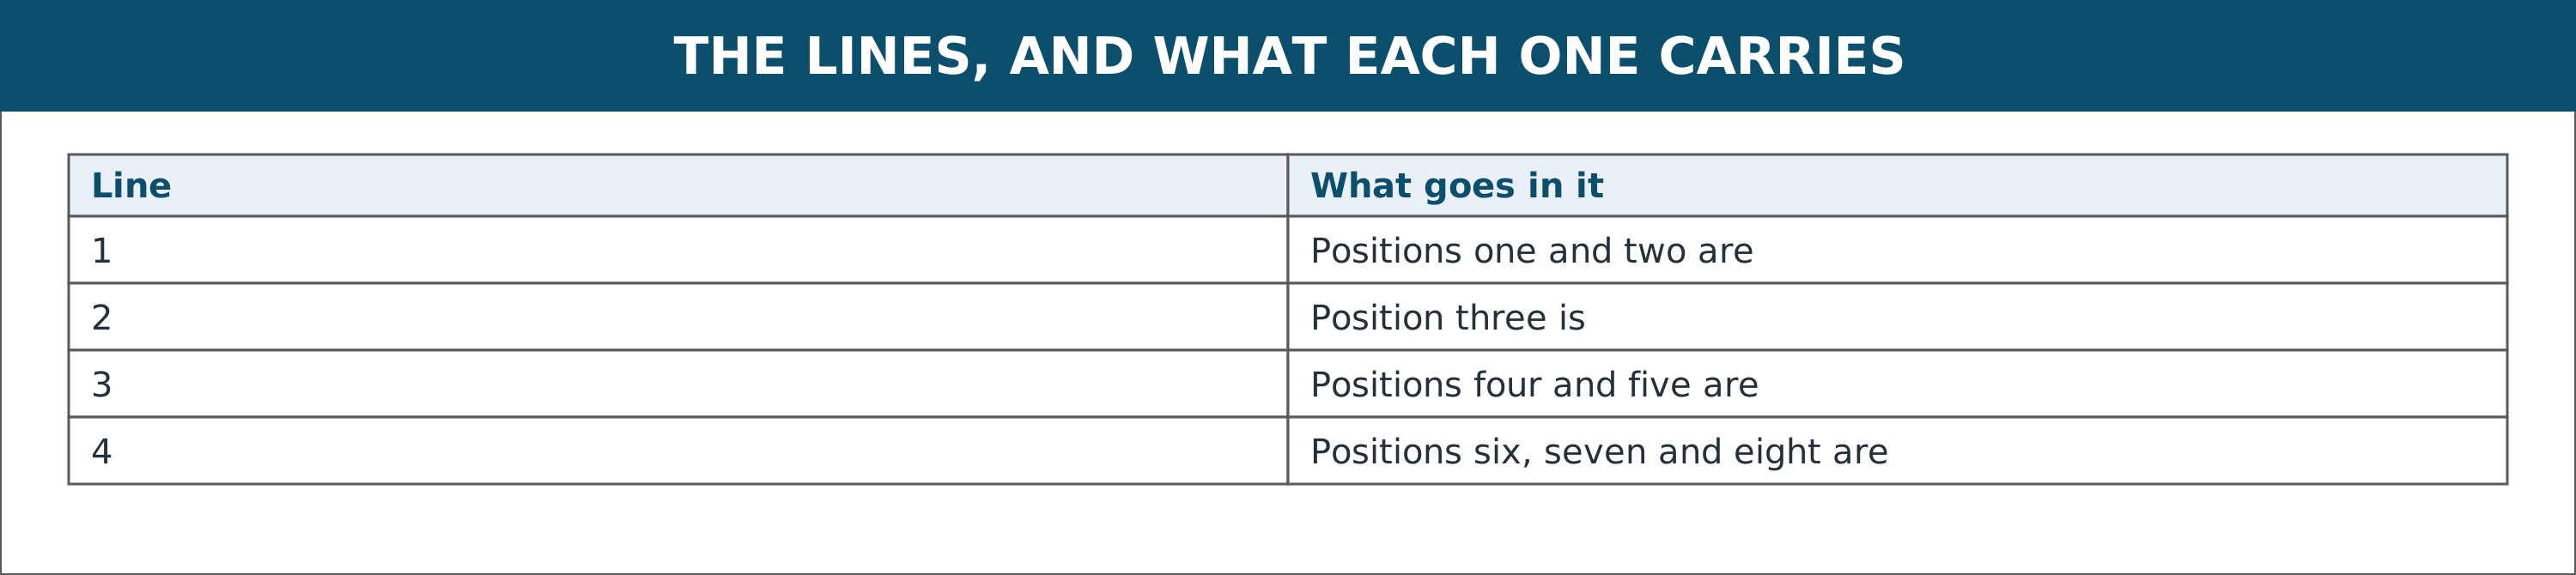 THE LINES, AND WHAT EACH ONE CARRIES
Line What goes in it
1 Positions one and two are
2 Position three is
3 Positions four and five are
4 Positions six, seven and eight are